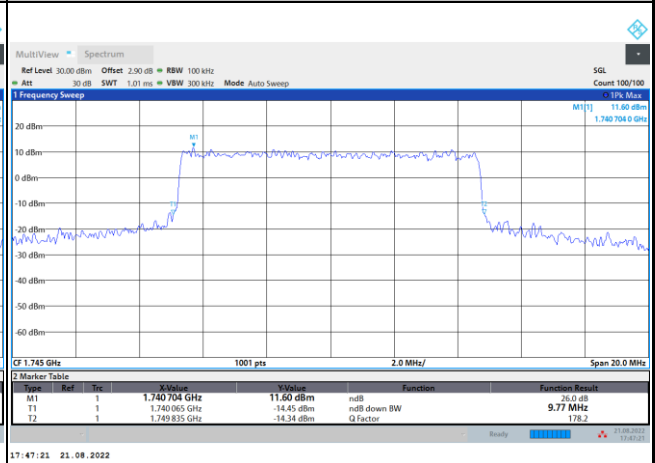 MultiView Spectrum
Ref Level 30.00 dBm Offset 2.90 dB RBW 100 kHz SGL
Att 30 dB SWT 1.01 ms VBW 300 kHz Mode Auto Sweep Count 100/100
1 Frequency Sweep 1Pk Max
M1[1] 11.60 dBm
1.740 704 0 GHz
20 dBm
M1
10 dBm
0 dBm
-10 dBm
T1
T2
-20 dBm
-30 dBm
-40 dBm
-50 dBm
-60 dBm
CF 1.745 GHz 1001 pts 2.0 MHz/ Span 20.0 MHz
2 Marker Table
Type Ref Trc X-Value Y-Value Function Function Result
M1 1 1.740 704 GHz 11.60 dBm ndB 26.0 dB
T1 1 1.740 065 GHz -14.45 dBm ndB down BW 9.77 MHz
T2 1 1.749 835 GHz -14.34 dBm Q Factor 178.2
Ready 21.08.2022
17:47:21
17:47:21 21.08.2022